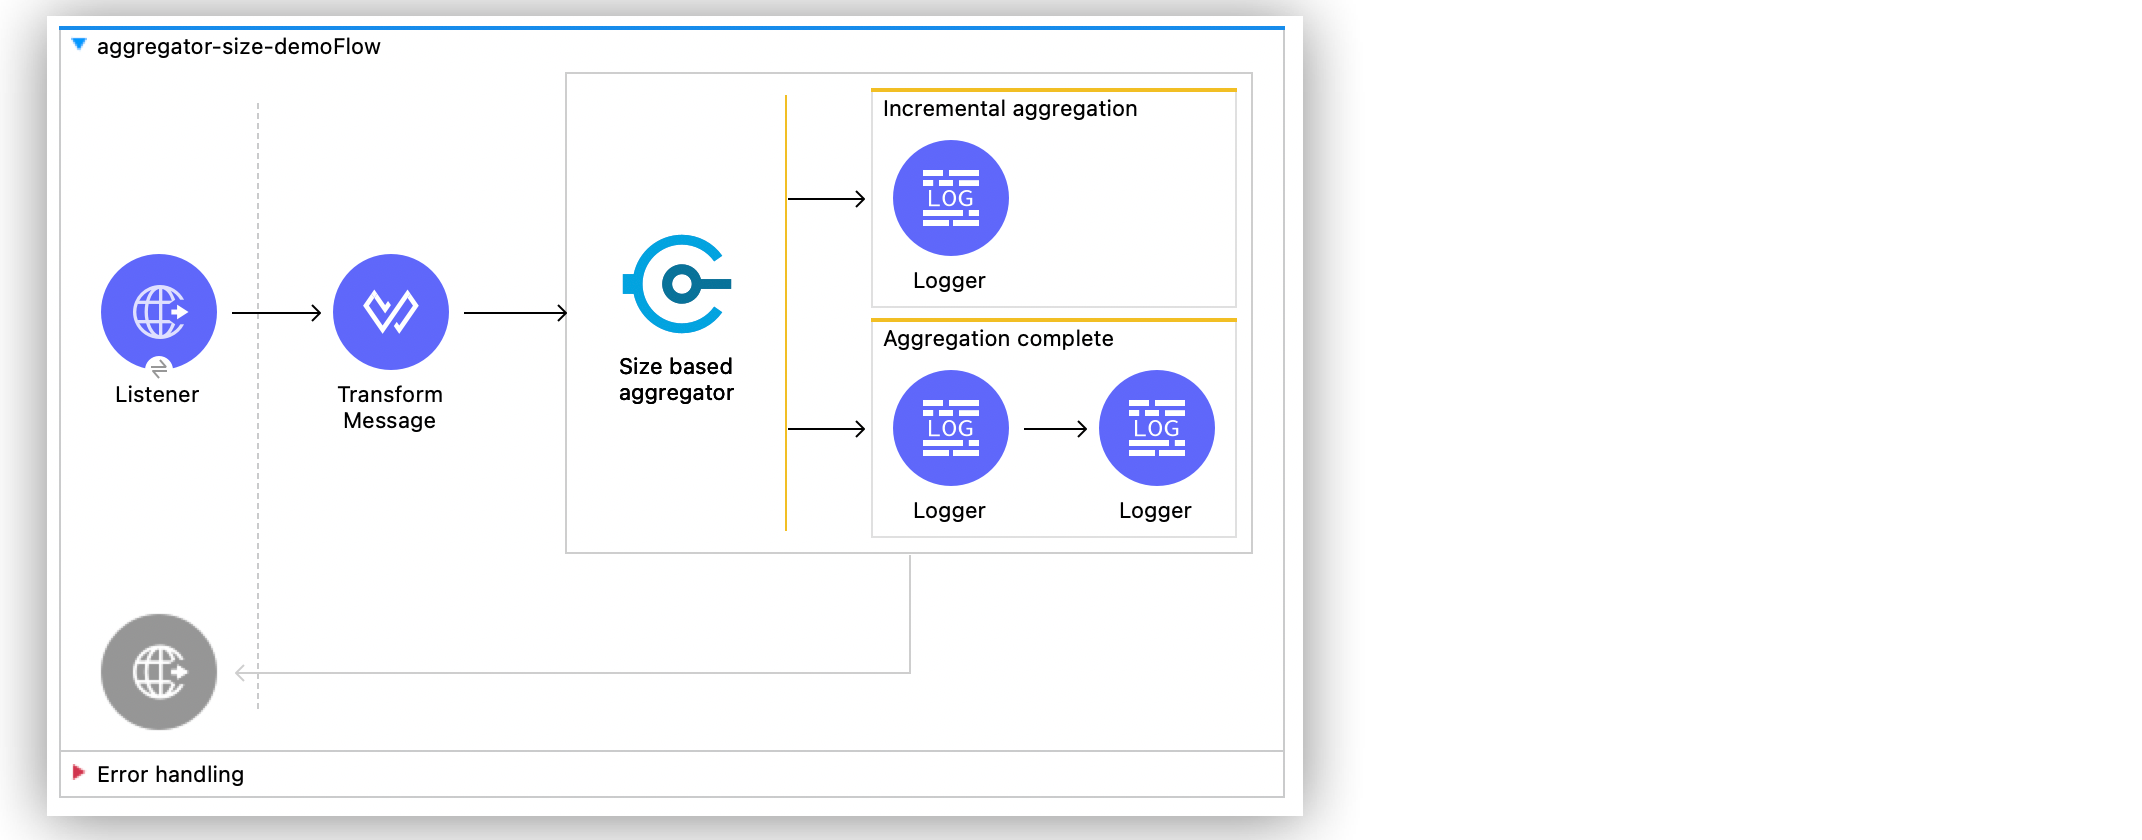 aggregator-size-demoFlow
Incremental aggregation
LOG
Logger
Listener
Transform
Message
Size based
aggregator
Aggregation complete
LOG
LOG
Logger
Logger
Error handling